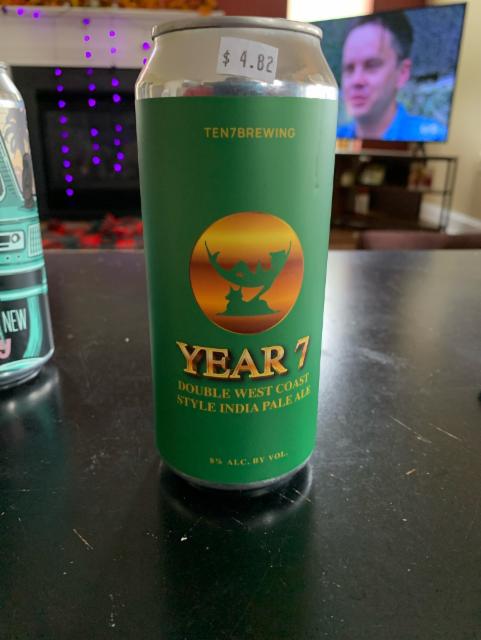 $ 4.82
TEN7BREWING
YEAR 7
DOUBLE WEST COAST
STYLE INDIA PALE ALE
8% ALC. BY VOL.
NEW